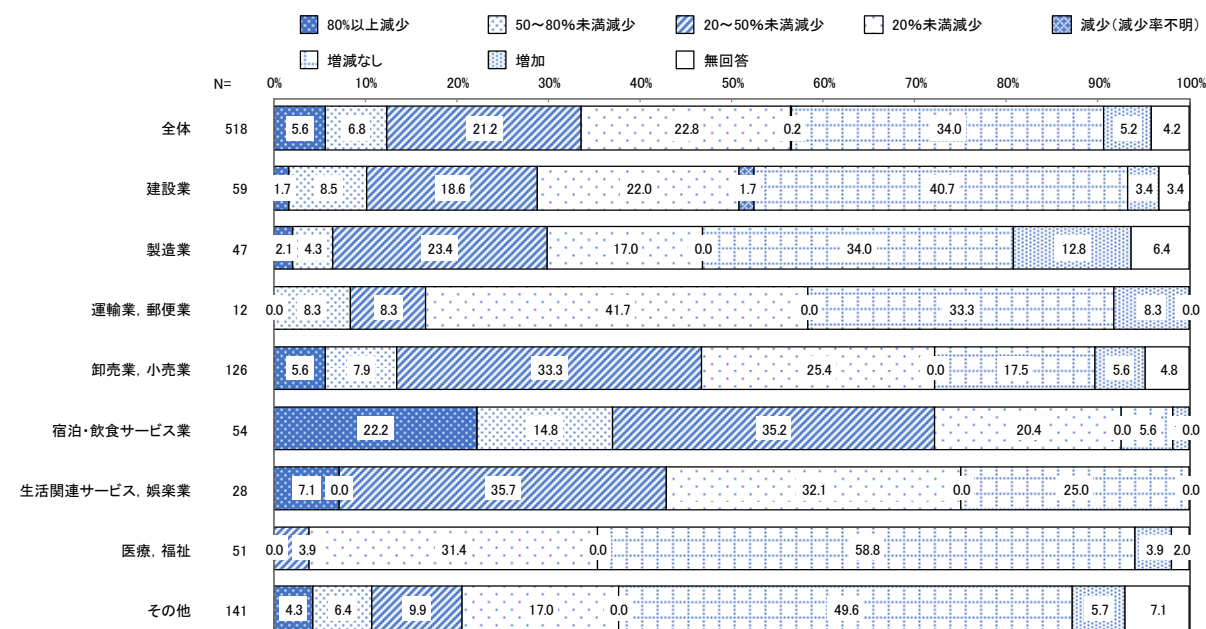 80%以上減少 50～80%未満減少 20～50%未満減少 20%未満減少 減少(減少率不明)
増減なし 増加 無回答
N= 0% 10% 20% 30% 40% 50% 60% 70% 80% 90% 100%
全体 518 5.6 6.8 21.2 22.8 0.2 34.0 5.2 4.2
建設業 59 1.7 8.5 18.6 22.0 1.7 40.7 3.4 3.4
製造業 47 2.1 4.3 23.4 17.0 0.0 34.0 12.8 6.4
運輸業，郵便業 12 0.0 8.3 8.3 41.7 0.0 33.3 8.3 0.0
卸売業，小売業 126 5.6 7.9 33.3 25.4 0.0 17.5 5.6 4.8
宿泊・飲食サービス業 54 22.2 14.8 35.2 20.4 0.0 5.6 0.0
生活関連サービス，娯楽業 28 7.1 0.0 35.7 32.1 0.0 25.0 0.0
医療，福祉 51 0.0 3.9 31.4 0.0 58.8 3.9 2.0
その他 141 4.3 6.4 9.9 17.0 0.0 49.6 5.7 7.1